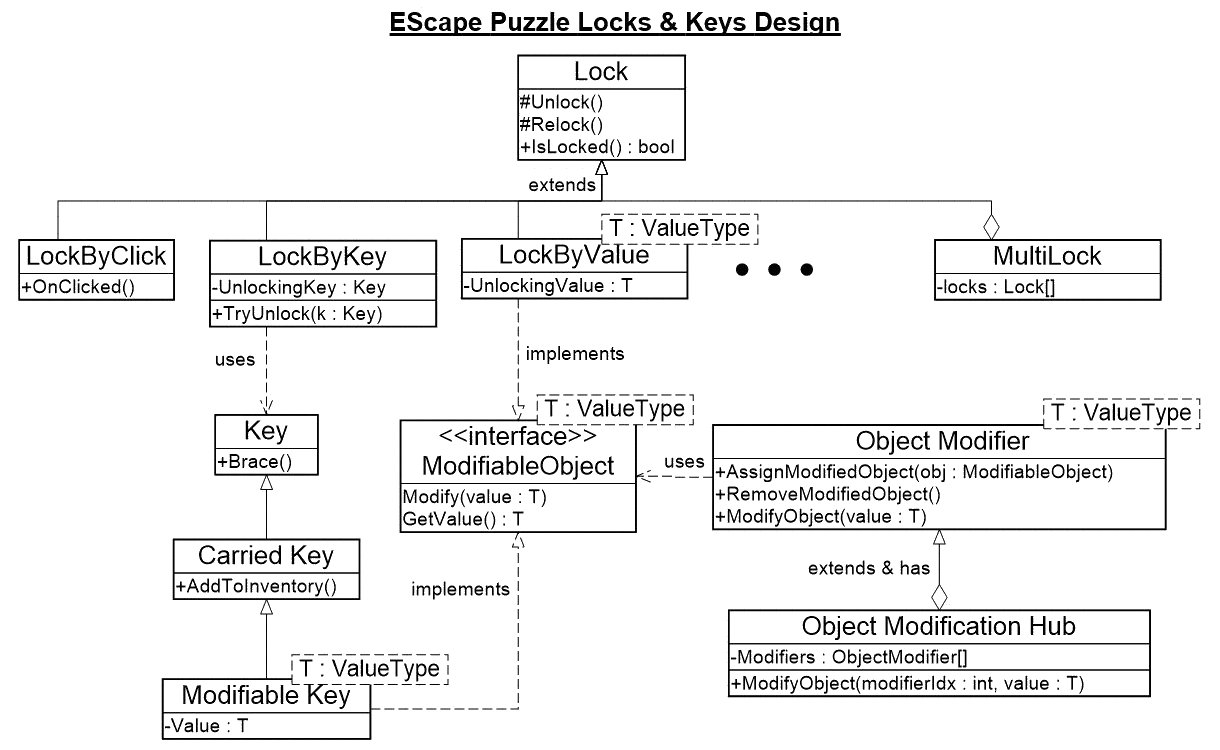 EScape Puzzle Locks & Keys Design
Lock
#Unlock()
#Relock()
+IsLocked() : bool
extends
LockByClick
+OnClicked()
LockByKey
-UnlockingKey : Key
+TryUnlock(k : Key)
T : ValueType
LockByValue
-UnlockingValue : T
MultiLock
-locks : Lock[]
uses
implements
Key
+Brace()
T : ValueType
<<interface>>
ModifiableObject
Modify(value : T)
GetValue() : T
uses
T : ValueType
Object Modifier
+AssignModifiedObject(obj : ModifiableObject)
+RemoveModifiedObject()
+ModifyObject(value : T)
Carried Key
+AddToInventory()
implements
extends & has
Object Modification Hub
-Modifiers : ObjectModifier[]
+ModifyObject(modifierIdx : int, value : T)
T : ValueType
Modifiable Key
-Value : T